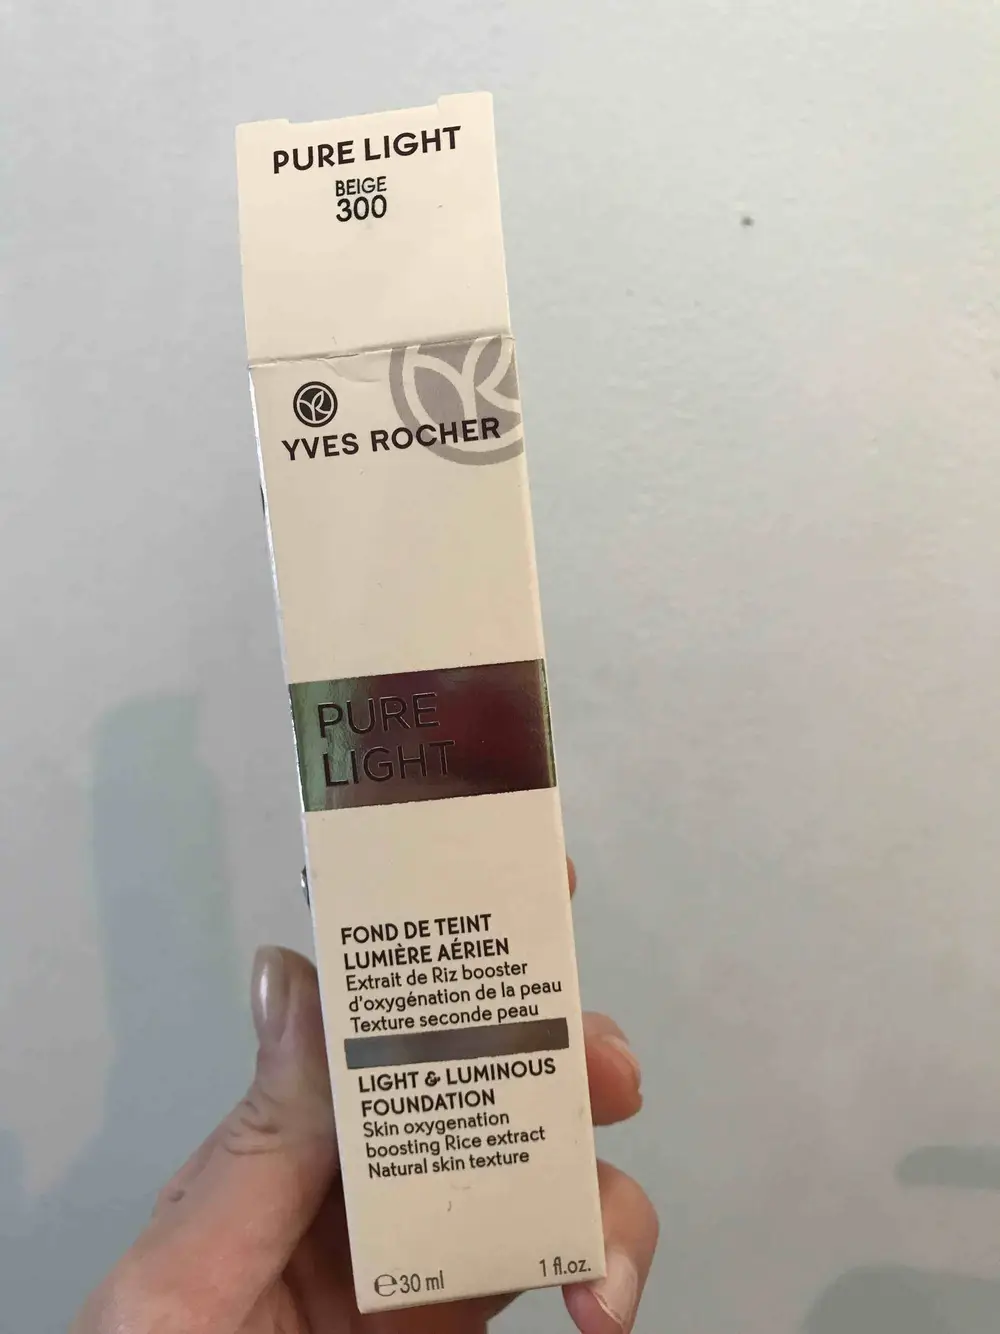 PURE LIGHT
BEIGE
300
YVES ROCHER
PURE
LIGHT
FOND DE TEINT
LUMIÈRE AÉRIEN
Extrait de Riz booster
d'oxygénation de la peau
Texture seconde peau
LIGHT & LUMINOUS
FOUNDATION
Skin oxygenation
boosting Rice extract
Natural skin texture
℮30 ml 1 fl.oz.